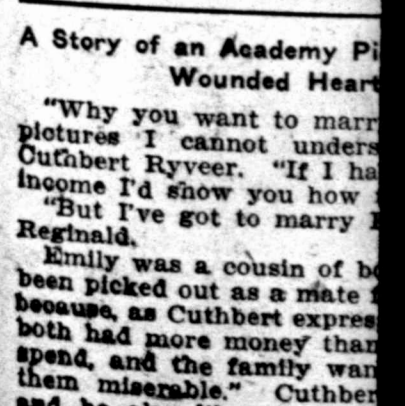 A Story of an Academy Pi
Wounded Heart
"Why you want to marr
pictures I cannot unders
Cuthbert Ryveer. "If I ha
income I'd show you how
"But I've got to marry
Reginald.
Emily was a cousin of bo
been picked out as a mate
because, as Cuthbert expres
both had more money than
spend, and the family wan
them miserable." Cuthber